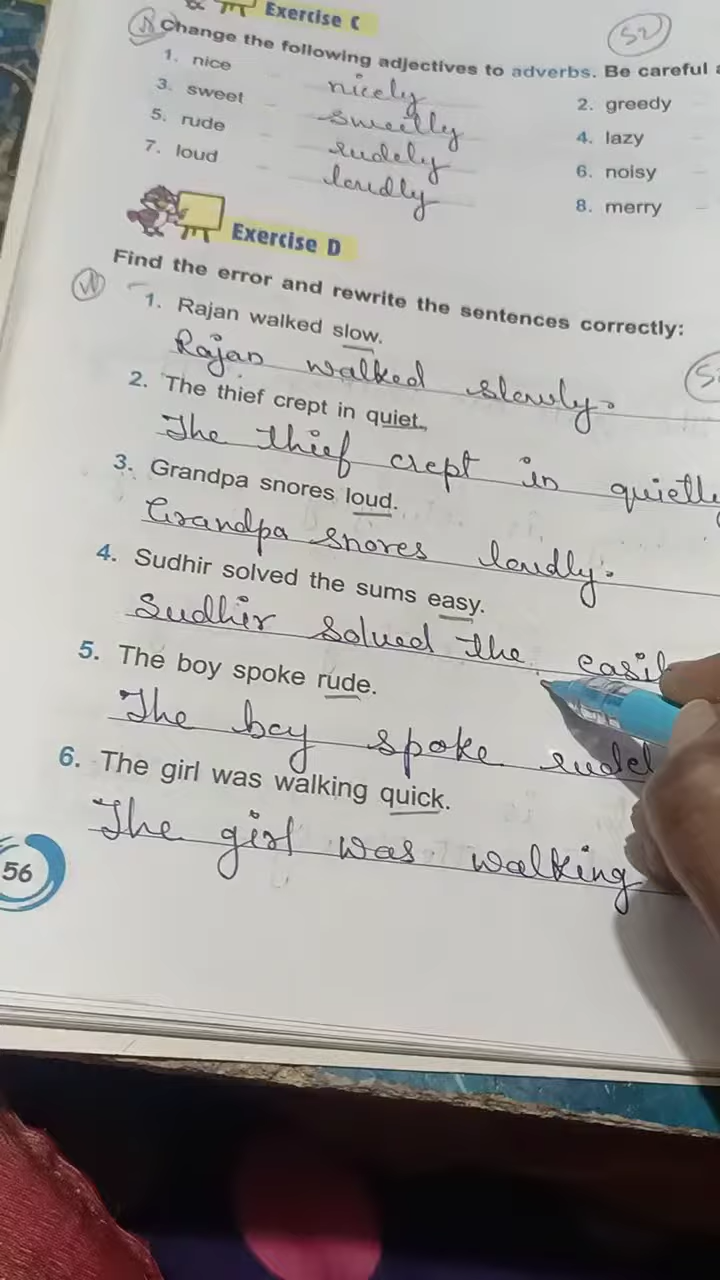 Exercise C
52
Change the following adjectives to adverbs. Be careful
1. nice nicely
2. greedy
3. sweet sweetly
4. lazy
5. rude rudely
6. noisy
7. loud loudly
8. merry
Exercise D
Find the error and rewrite the sentences correctly:
W
1. Rajan walked slow.
Rajan walked slowly.
2. The thief crept in quiet.
The thief crept in quietly
3. Grandpa snores loud.
Grandpa snores loudly.
4. Sudhir solved the sums easy.
Sudhir solved the easil
5. The boy spoke rude.
The boy spoke rudel
6. The girl was walking quick.
The girl was walking
56